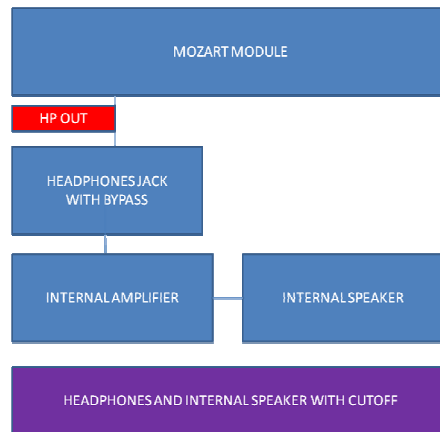 MOZART MODULE
HP OUT
HEADPHONES JACK
WITH BYPASS
INTERNAL AMPLIFIER
INTERNAL SPEAKER
HEADPHONES AND INTERNAL SPEAKER WITH CUTOFF